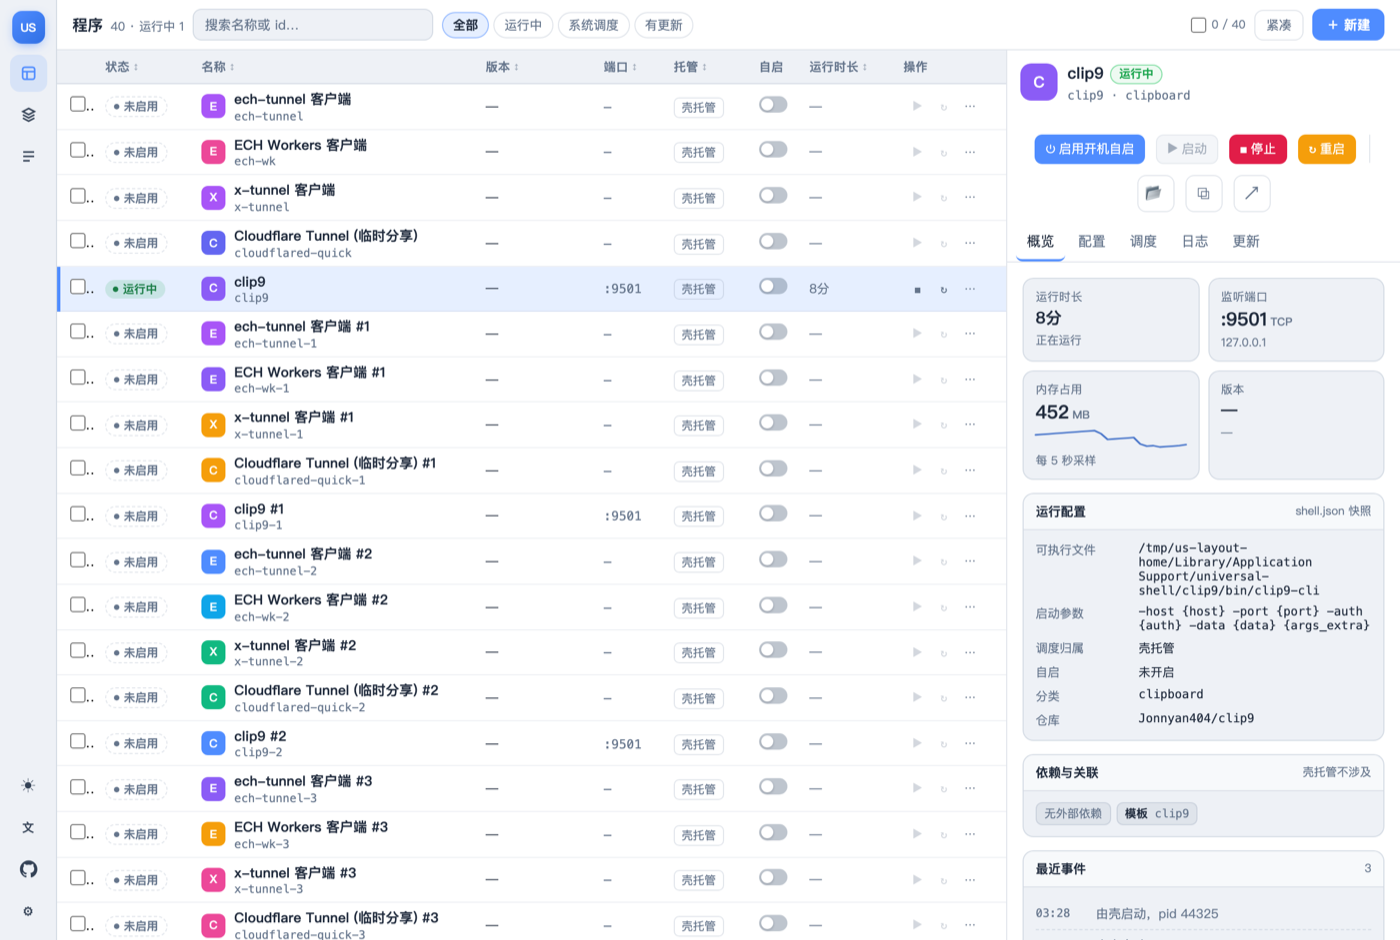 US
程序 40 · 运行中 1
搜索名称或 id...
全部 运行中 系统调度 有更新
0 / 40 紧凑 + 新建
状态 名称 版本 端口 托管 自启 运行时长 操作
未启用 E ech-tunnel 客户端 — – 壳托管 — ...
ech-tunnel
未启用 E ECH Workers 客户端 — – 壳托管 — ...
ech-wk
未启用 X x-tunnel 客户端 — – 壳托管 — ...
x-tunnel
未启用 C Cloudflare Tunnel (临时分享) — – 壳托管 — ...
cloudflared-quick
运行中 C clip9 — :9501 壳托管 8分 ...
clip9
未启用 E ech-tunnel 客户端 #1 — – 壳托管 — ...
ech-tunnel-1
未启用 E ECH Workers 客户端 #1 — – 壳托管 — ...
ech-wk-1
未启用 X x-tunnel 客户端 #1 — – 壳托管 — ...
x-tunnel-1
未启用 C Cloudflare Tunnel (临时分享) #1 — – 壳托管 — ...
cloudflared-quick-1
未启用 C clip9 #1 — :9501 壳托管 — ...
clip9-1
未启用 E ech-tunnel 客户端 #2 — – 壳托管 — ...
ech-tunnel-2
未启用 E ECH Workers 客户端 #2 — – 壳托管 — ...
ech-wk-2
未启用 X x-tunnel 客户端 #2 — – 壳托管 — ...
x-tunnel-2
未启用 C Cloudflare Tunnel (临时分享) #2 — – 壳托管 — ...
cloudflared-quick-2
未启用 C clip9 #2 — :9501 壳托管 — ...
clip9-2
未启用 E ech-tunnel 客户端 #3 — – 壳托管 — ...
ech-tunnel-3
未启用 E ECH Workers 客户端 #3 — – 壳托管 — ...
ech-wk-3
未启用 X x-tunnel 客户端 #3 — – 壳托管 — ...
x-tunnel-3
未启用 C Cloudflare Tunnel (临时分享) #3 — – 壳托管 — ...
cloudflared-quick-3
文
C clip9 运行中
clip9 · clipboard
启用开机自启 启动 停止 重启
概览 配置 调度 日志 更新
运行时长
8分
正在运行
监听端口
:9501 TCP
127.0.0.1
内存占用
452 MB
每 5 秒采样
版本
—
—
运行配置 shell.json 快照
可执行文件 /tmp/us-layout-
home/Library/Application
Support/universal-
shell/clip9/bin/clip9-cli
启动参数 -host {host} -port {port} -auth
{auth} -data {data} {args_extra}
调度归属 壳托管
自启 未开启
分类 clipboard
仓库 Jonnyan404/clip9
依赖与关联 壳托管不涉及
无外部依赖 模板 clip9
最近事件 3
03:28 由壳启动，pid 44325